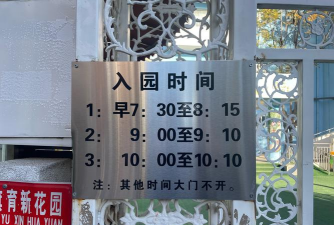 入园时间
1：早7：30至8：15
2：9：00至9：10
3：10：00至10：10
注：其他时间大门不开。
育新花园
YU XIN HUA YUAN